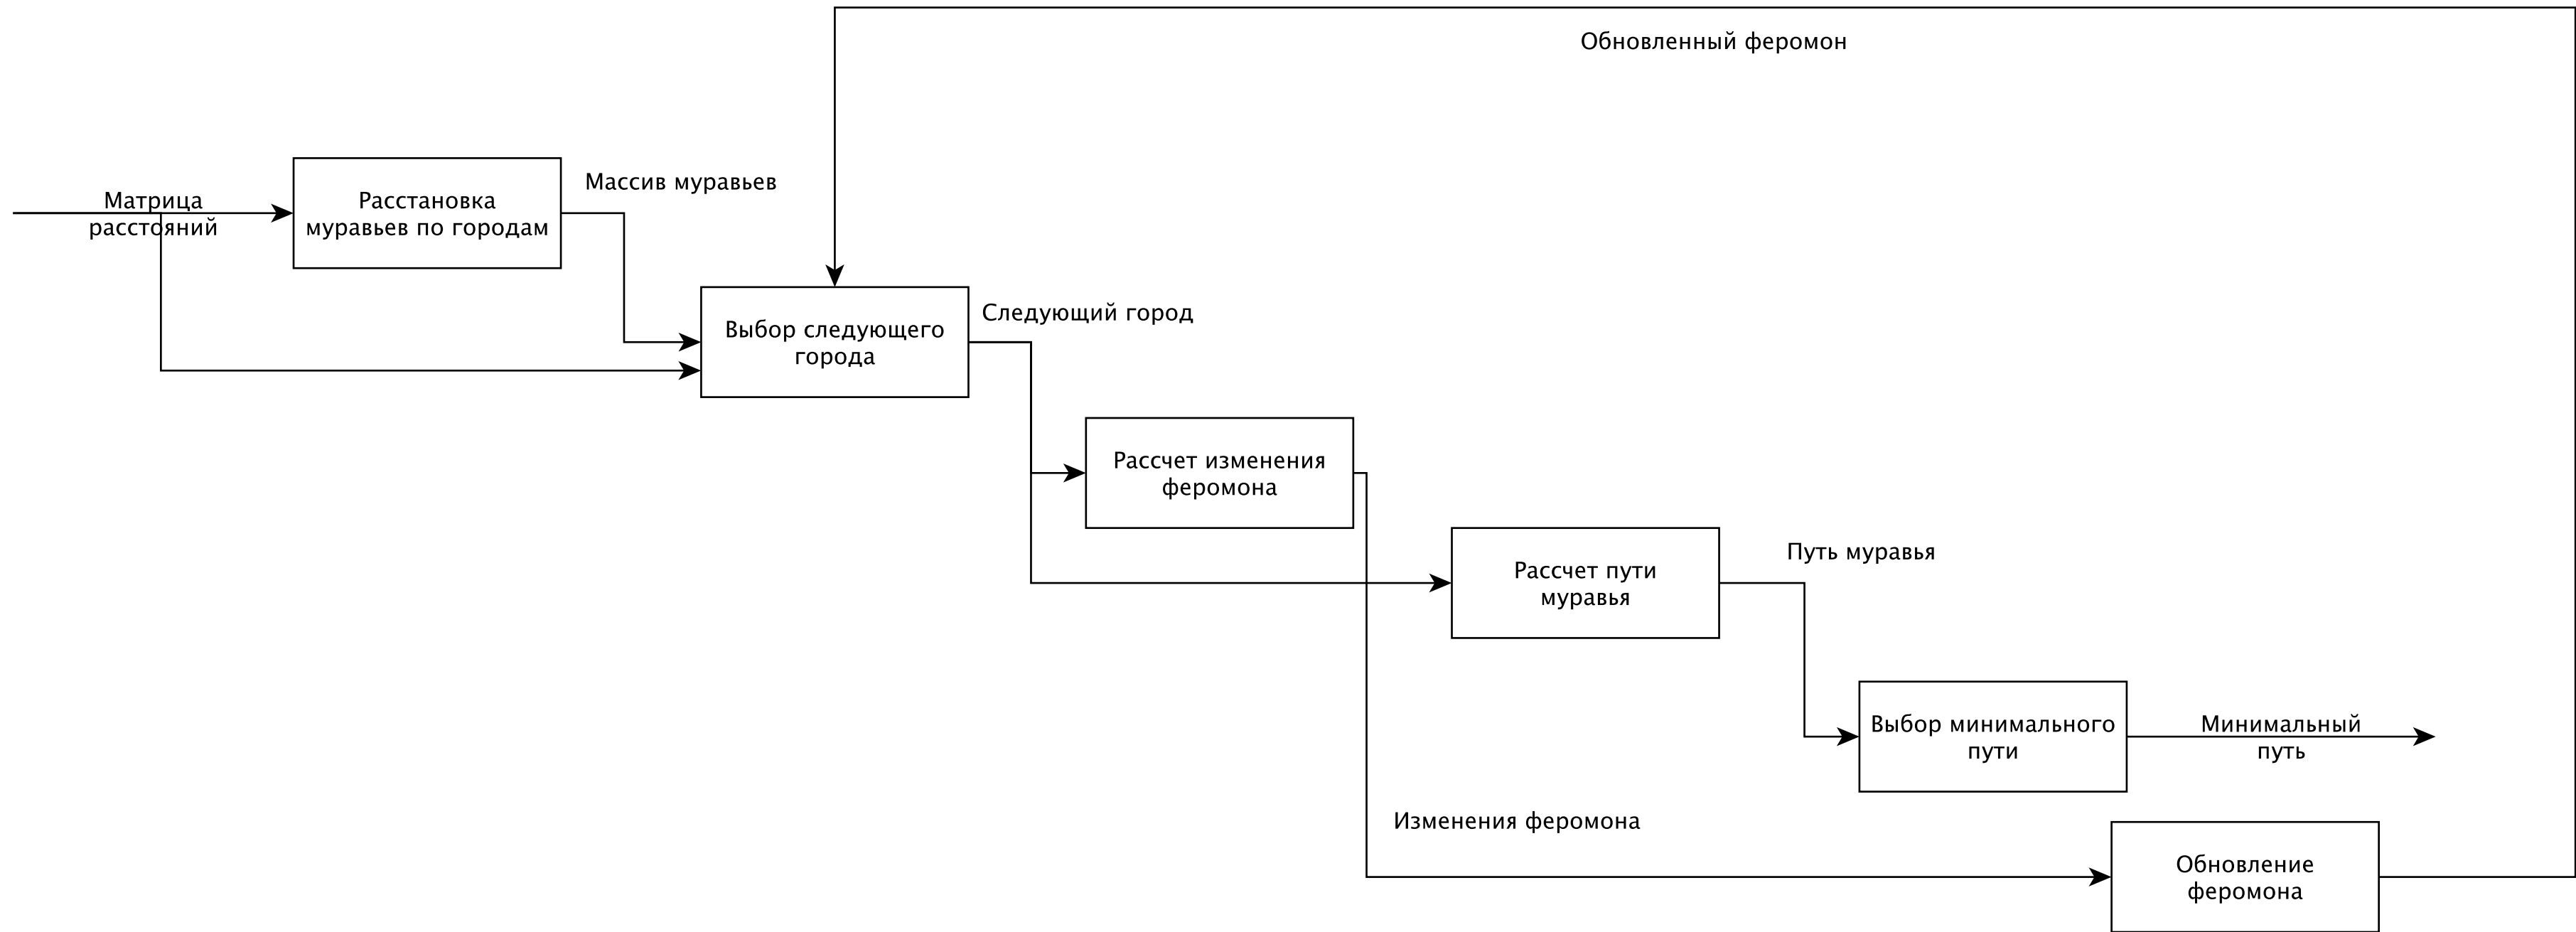 Обновленный феромон
Матрица
расстояний
Расстановка
муравьев по городам
Массив муравьев
Выбор следующего
города
Следующий город
Рассчет изменения
феромона
Рассчет пути
муравья
Путь муравья
Выбор минимального
пути
Минимальный
путь
Изменения феромона
Обновление
феромона